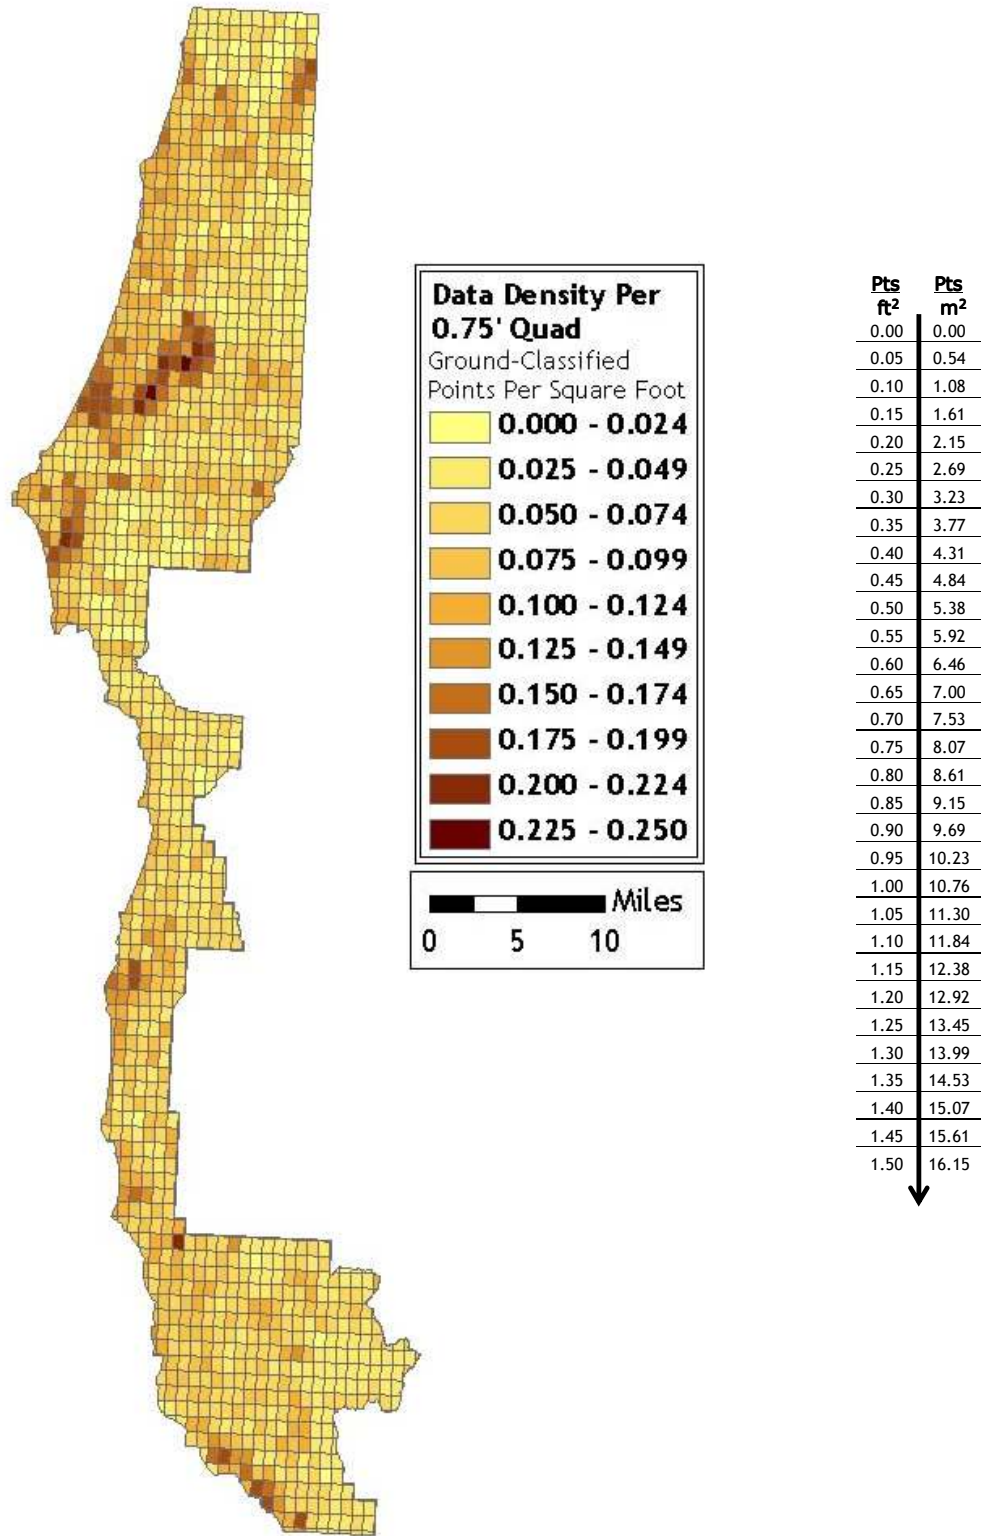 Data Density Per
0.75' Quad
Ground-Classified
Points Per Square Foot
0.000 - 0.024
0.025 - 0.049
0.050 - 0.074
0.075 - 0.099
0.100 - 0.124
0.125 - 0.149
0.150 - 0.174
0.175 - 0.199
0.200 - 0.224
0.225 - 0.250
Miles
0 5 10
Pts Pts
ft² m²
0.00 0.00
0.05 0.54
0.10 1.08
0.15 1.61
0.20 2.15
0.25 2.69
0.30 3.23
0.35 3.77
0.40 4.31
0.45 4.84
0.50 5.38
0.55 5.92
0.60 6.46
0.65 7.00
0.70 7.53
0.75 8.07
0.80 8.61
0.85 9.15
0.90 9.69
0.95 10.23
1.00 10.76
1.05 11.30
1.10 11.84
1.15 12.38
1.20 12.92
1.25 13.45
1.30 13.99
1.35 14.53
1.40 15.07
1.45 15.61
1.50 16.15